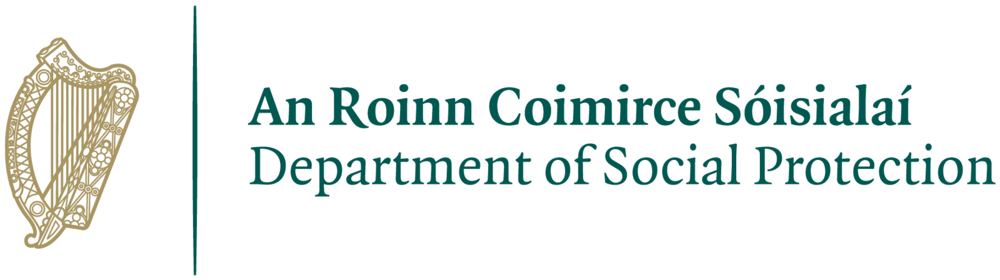 An Roinn Coimirce Sóisialaí
Department of Social Protection